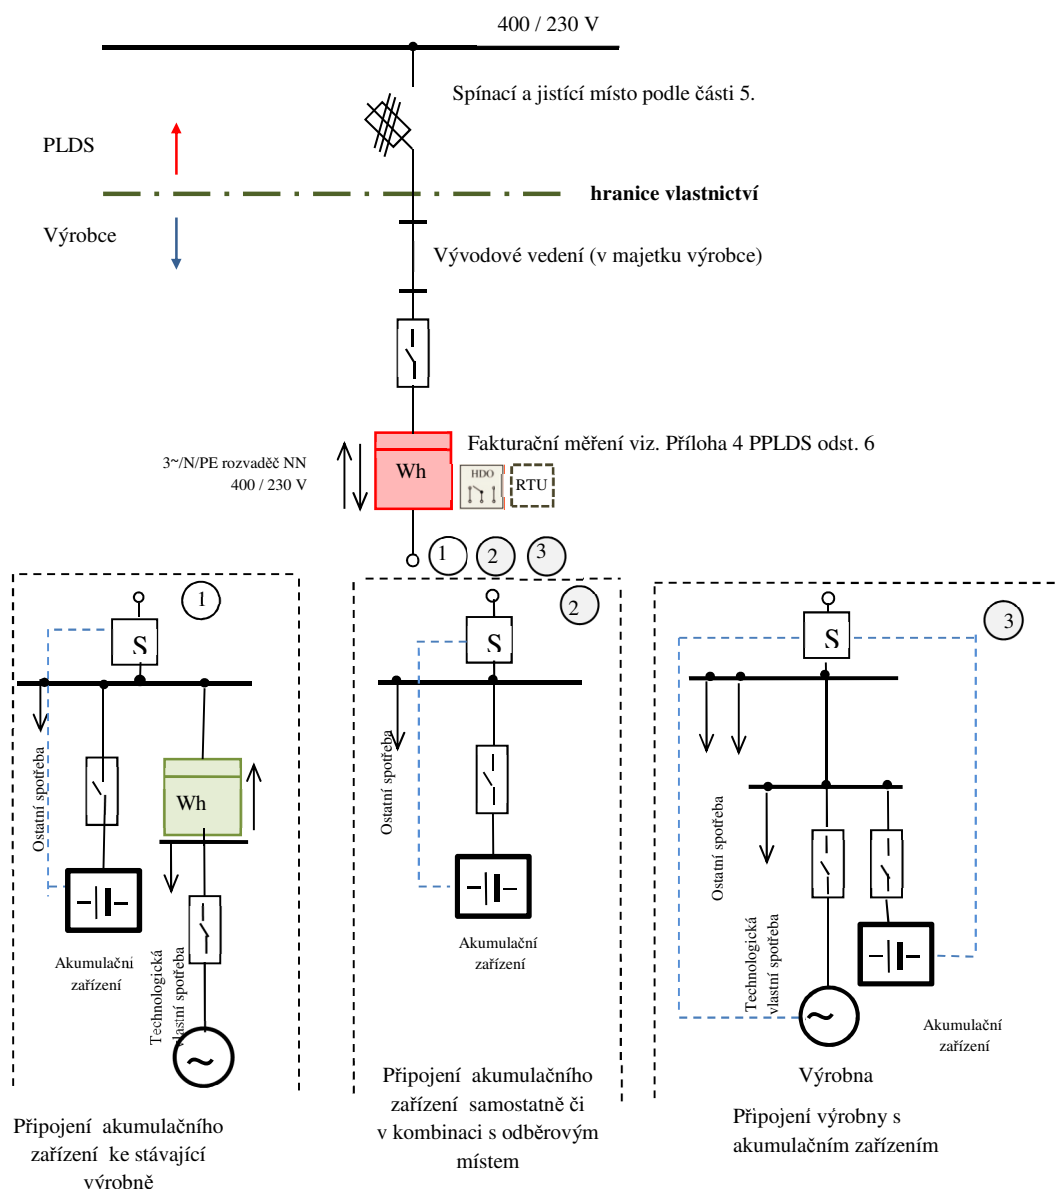 400 / 230 V
Spínací a jistící místo podle části 5.
PLDS
hranice vlastnictví
Výrobce
Vývodové vedení (v majetku výrobce)
Fakturační měření viz. Příloha 4 PPLDS odst. 6
3~/N/PE rozvaděč NN
400 / 230 V
Wh
HDO
RTU
1
2
3
1
S
Ostatní spotřeba
Wh
Akumulační
zařízení
Technologická
vlastní spotřeba
~
Připojení akumulačního
zařízení ke stávající
výrobně
2
S
Ostatní spotřeba
Akumulační
zařízení
Připojení akumulačního
zařízení samostatně či
v kombinaci s odběrovým
místem
3
S
Ostatní spotřeba
Technologická
vlastní spotřeba
~
Akumulační
zařízení
Výrobna
Připojení výrobny s
akumulačním zařízením